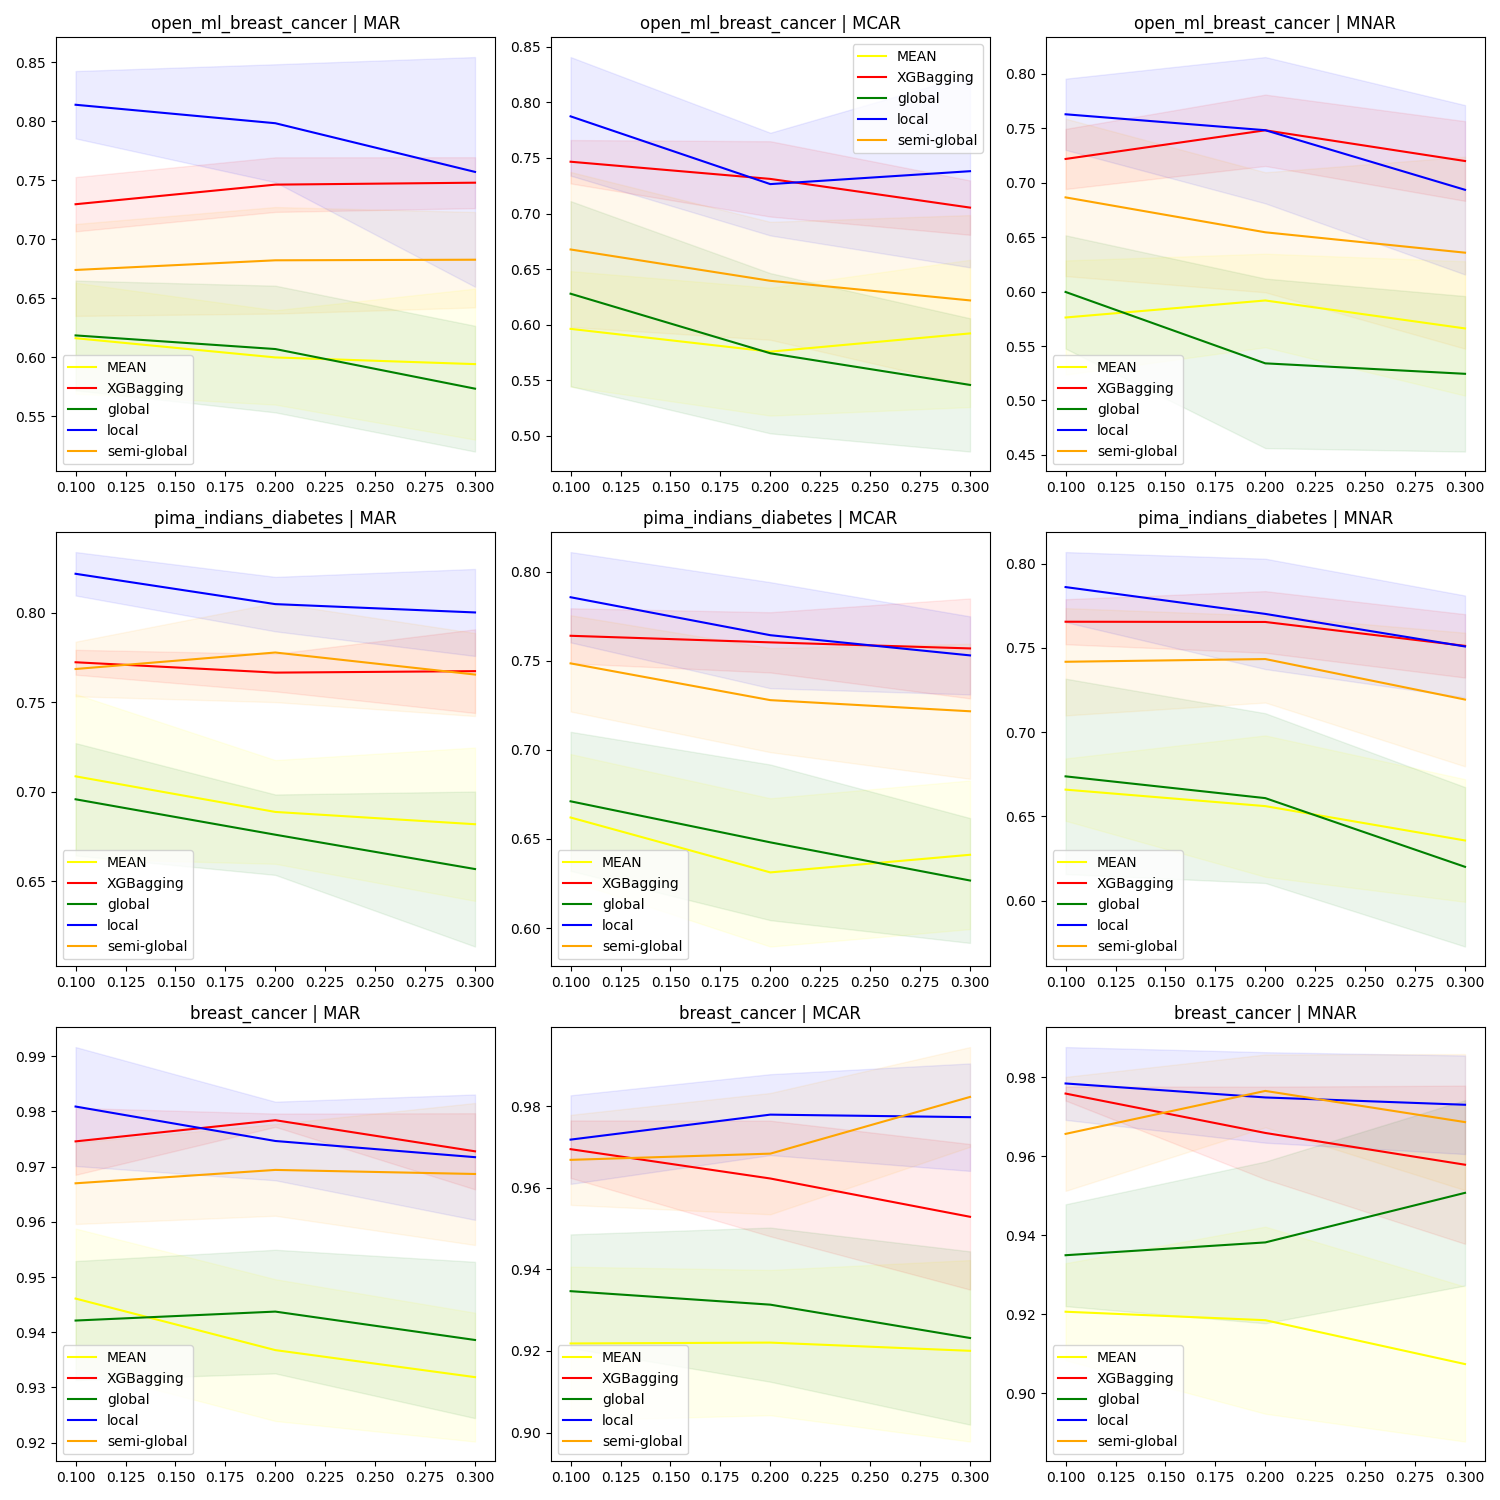 open_ml_breast_cancer | MAR
0.85
0.80
0.75
0.70
0.65
0.60
0.55
MEAN
XGBagging
global
local
semi-global
0.100 0.125 0.150 0.175 0.200 0.225 0.250 0.275 0.300
open_ml_breast_cancer | MCAR
0.85
0.80
0.75
0.70
0.65
0.60
0.55
0.50
MEAN
XGBagging
global
local
semi-global
0.100 0.125 0.150 0.175 0.200 0.225 0.250 0.275 0.300
open_ml_breast_cancer | MNAR
0.80
0.75
0.70
0.65
0.60
0.55
0.50
0.45
MEAN
XGBagging
global
local
semi-global
0.100 0.125 0.150 0.175 0.200 0.225 0.250 0.275 0.300
pima_indians_diabetes | MAR
0.80
0.75
0.70
0.65
MEAN
XGBagging
global
local
semi-global
0.100 0.125 0.150 0.175 0.200 0.225 0.250 0.275 0.300
pima_indians_diabetes | MCAR
0.80
0.75
0.70
0.65
0.60
MEAN
XGBagging
global
local
semi-global
0.100 0.125 0.150 0.175 0.200 0.225 0.250 0.275 0.300
pima_indians_diabetes | MNAR
0.80
0.75
0.70
0.65
0.60
MEAN
XGBagging
global
local
semi-global
0.100 0.125 0.150 0.175 0.200 0.225 0.250 0.275 0.300
breast_cancer | MAR
0.99
0.98
0.97
0.96
0.95
0.94
0.93
0.92
MEAN
XGBagging
global
local
semi-global
0.100 0.125 0.150 0.175 0.200 0.225 0.250 0.275 0.300
breast_cancer | MCAR
0.98
0.96
0.94
0.92
0.90
MEAN
XGBagging
global
local
semi-global
0.100 0.125 0.150 0.175 0.200 0.225 0.250 0.275 0.300
breast_cancer | MNAR
0.98
0.96
0.94
0.92
0.90
MEAN
XGBagging
global
local
semi-global
0.100 0.125 0.150 0.175 0.200 0.225 0.250 0.275 0.300